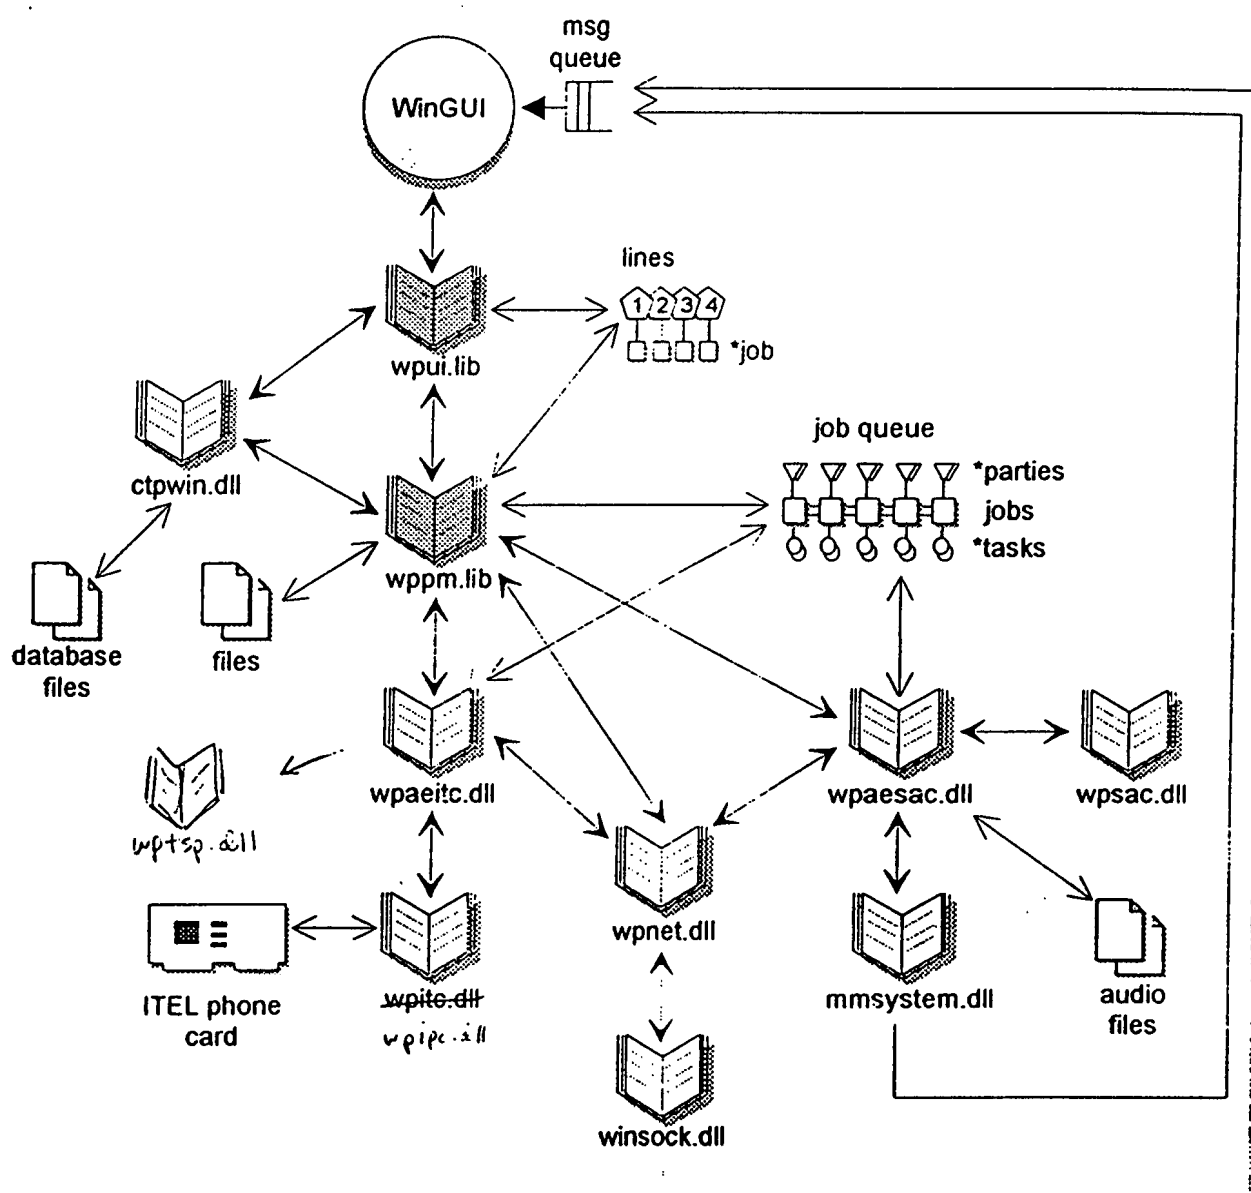 msg
queue
WinGUI
lines
1 2 3 4
*job
wpui.lib
ctpwin.dll
job queue
*parties
jobs
*tasks
wppm.lib
database
files
files
wpaeitc.dll
wpaesac.dll
wpsac.dll
wptsp.dll
wpnet.dll
ITEL phone
card
wpitc.dll
wpipc.dll
mmsystem.dll
audio
files
winsock.dll